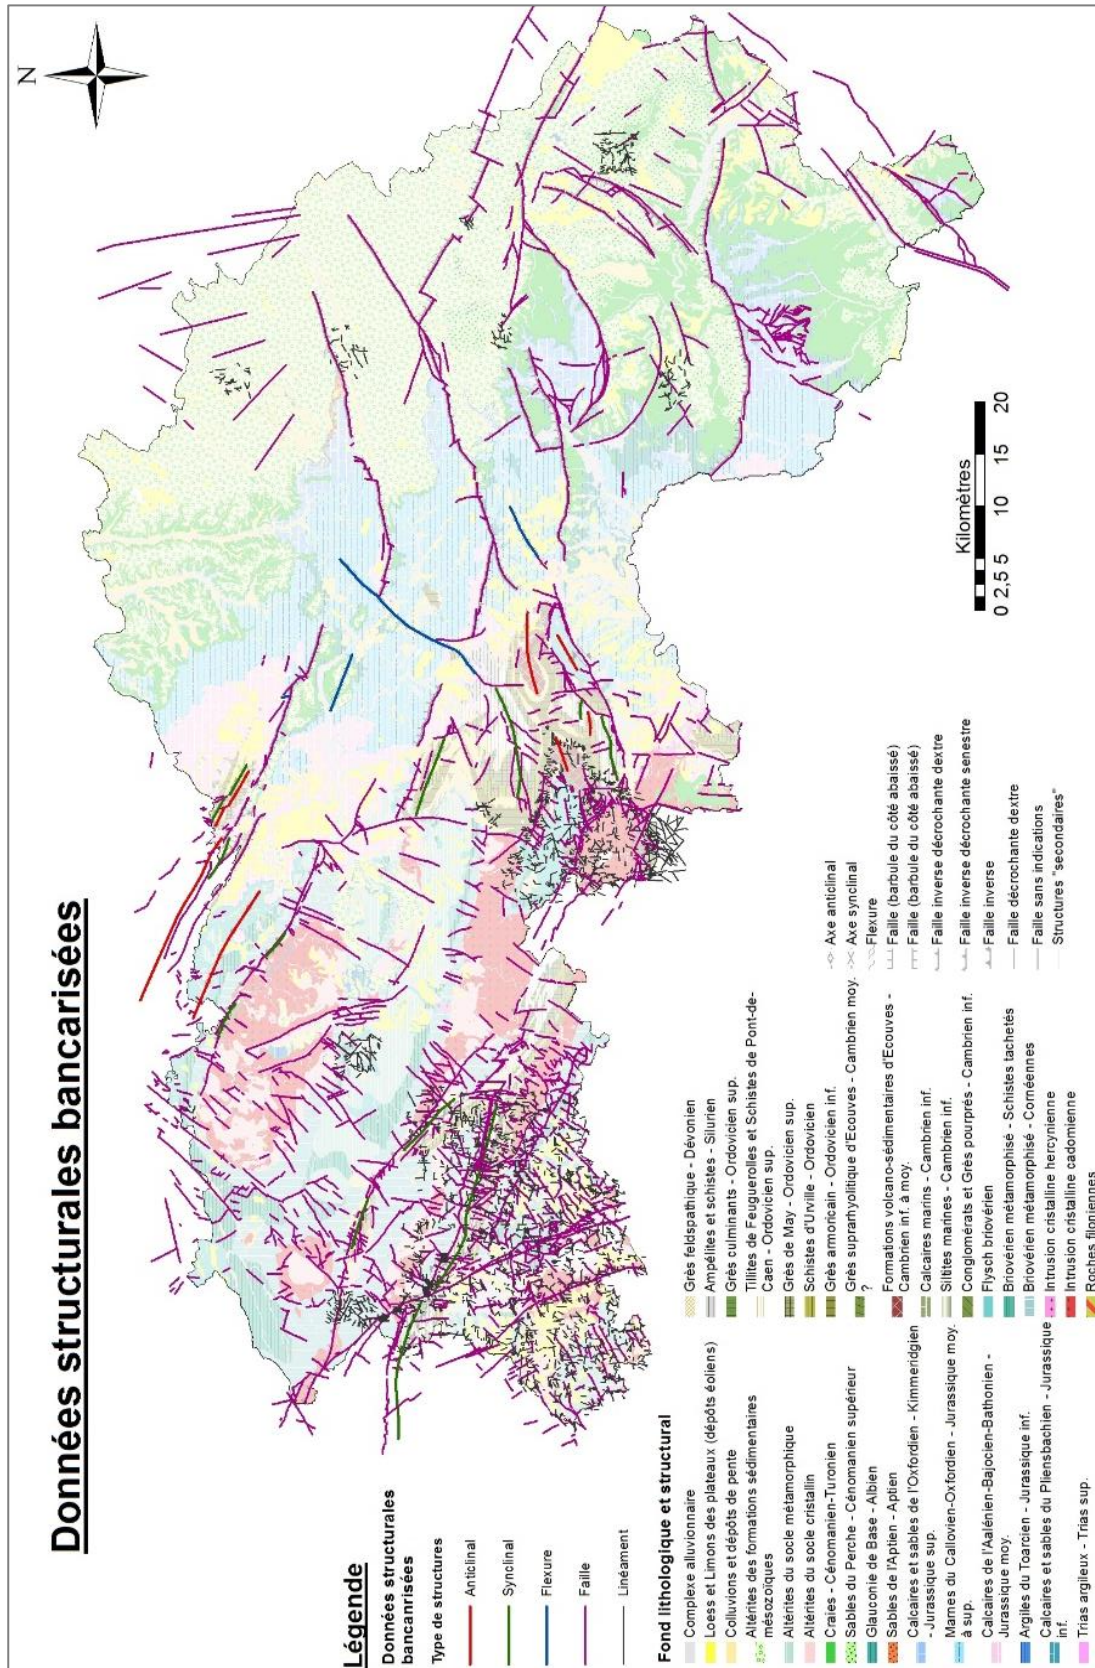 Données structurales bancarisées
N
Légende
Données structurales
bancanrisées
Type de structures
Anticlinal
Synclinal
Flexure
Faille
Linéament
Kilomètres
0 2,5 5 10 15 20
Fond lithologique et structural
Complexe alluvionnaire
Loess et Limons des plateaux (dépôts éoliens)
Colluvions et dépôts de pente
Altérites des formations sédimentaires
mésozoïques
Altérites du socle métamorphique
Altérites du socle cristallin
Craies - Cénomanien-Turonien
Sables du Perche - Cénomanien supérieur
Glauconie de Base - Albien
Sables de l'Aptien - Aptien
Calcaires et sables de l'Oxfordien - Kimmeridgien
- Jurassique sup.
Marnes du Callovien-Oxfordien - Jurassique moy.
à sup.
Calcaires de l'Aalénien-Bajocien-Bathonien -
Jurassique moy.
Argiles du Toarcien - Jurassique inf.
Calcaires et sables du Pliensbachien - Jurassique
inf.
Trias argileux - Trias sup.
Grès feldspathique - Dévonien
Ampélites et schistes - Silurien
Grès culminants - Ordovicien sup.
Tillites de Feuguerolles et Schistes de Pont-de-
Caen - Ordovicien sup.
Grès de May - Ordovicien sup.
Schistes d'Urville - Ordovicien
Grès armoricain - Ordovicien inf.
Grès supramyolitique d'Ecouves - Cambrien moy.
?
Formations volcano-sédimentaires d'Ecouves -
Cambrien inf. à moy.
Calcaires marins - Cambrien inf.
Siltites marines - Cambrien inf.
Conglomérats et Grès pourprés - Cambrien inf.
Flysch briovérien
Briovérien métamorphisé - Schistes tachetés
Briovérien métamorphisé - Cornéennes
Intrusion cristalline hercynienne
Intrusion cristalline cadomienne
Roches filoniennes
Axe anticlinal
Axe synclinal
Flexure
Faille (barbule du côté abaissé)
Faille (barbule du côté abaissé)
Faille inverse décrochante dextre
Faille inverse décrochante senestre
Faille inverse
Faille décrochante dextre
Faille sans indications
Structures "secondaires"